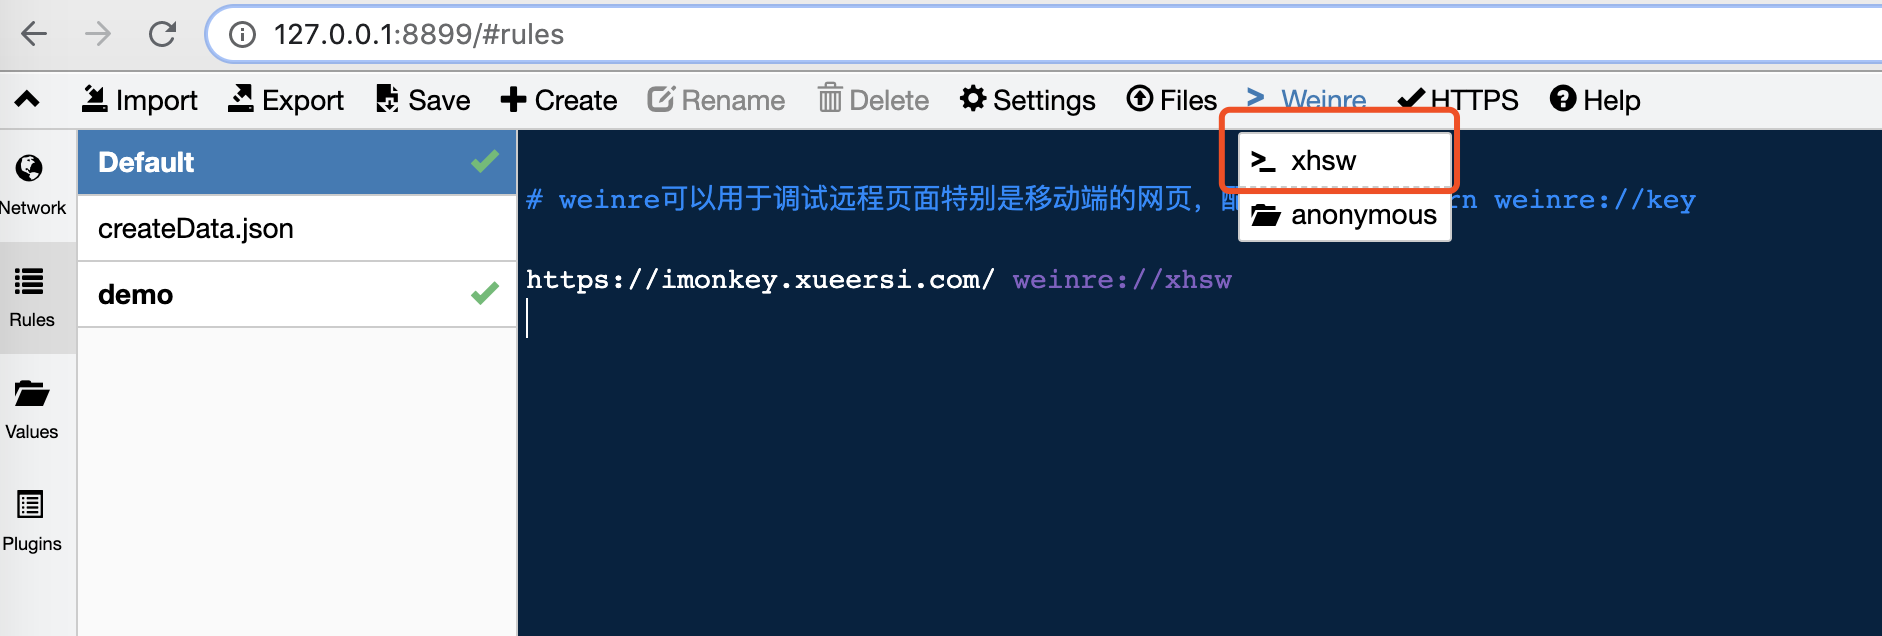 127.0.0.1:8899/#rules
Import Export Save Create Rename Delete Settings Files Weinre HTTPS Help
Network
Rules
Values
Plugins
Default
createData.json
demo
xhsw
anonymous
# weinre可以用于调试远程页面特别是移动端的网页，配 rn weinre://key
https://imonkey.xueersi.com/ weinre://xhsw